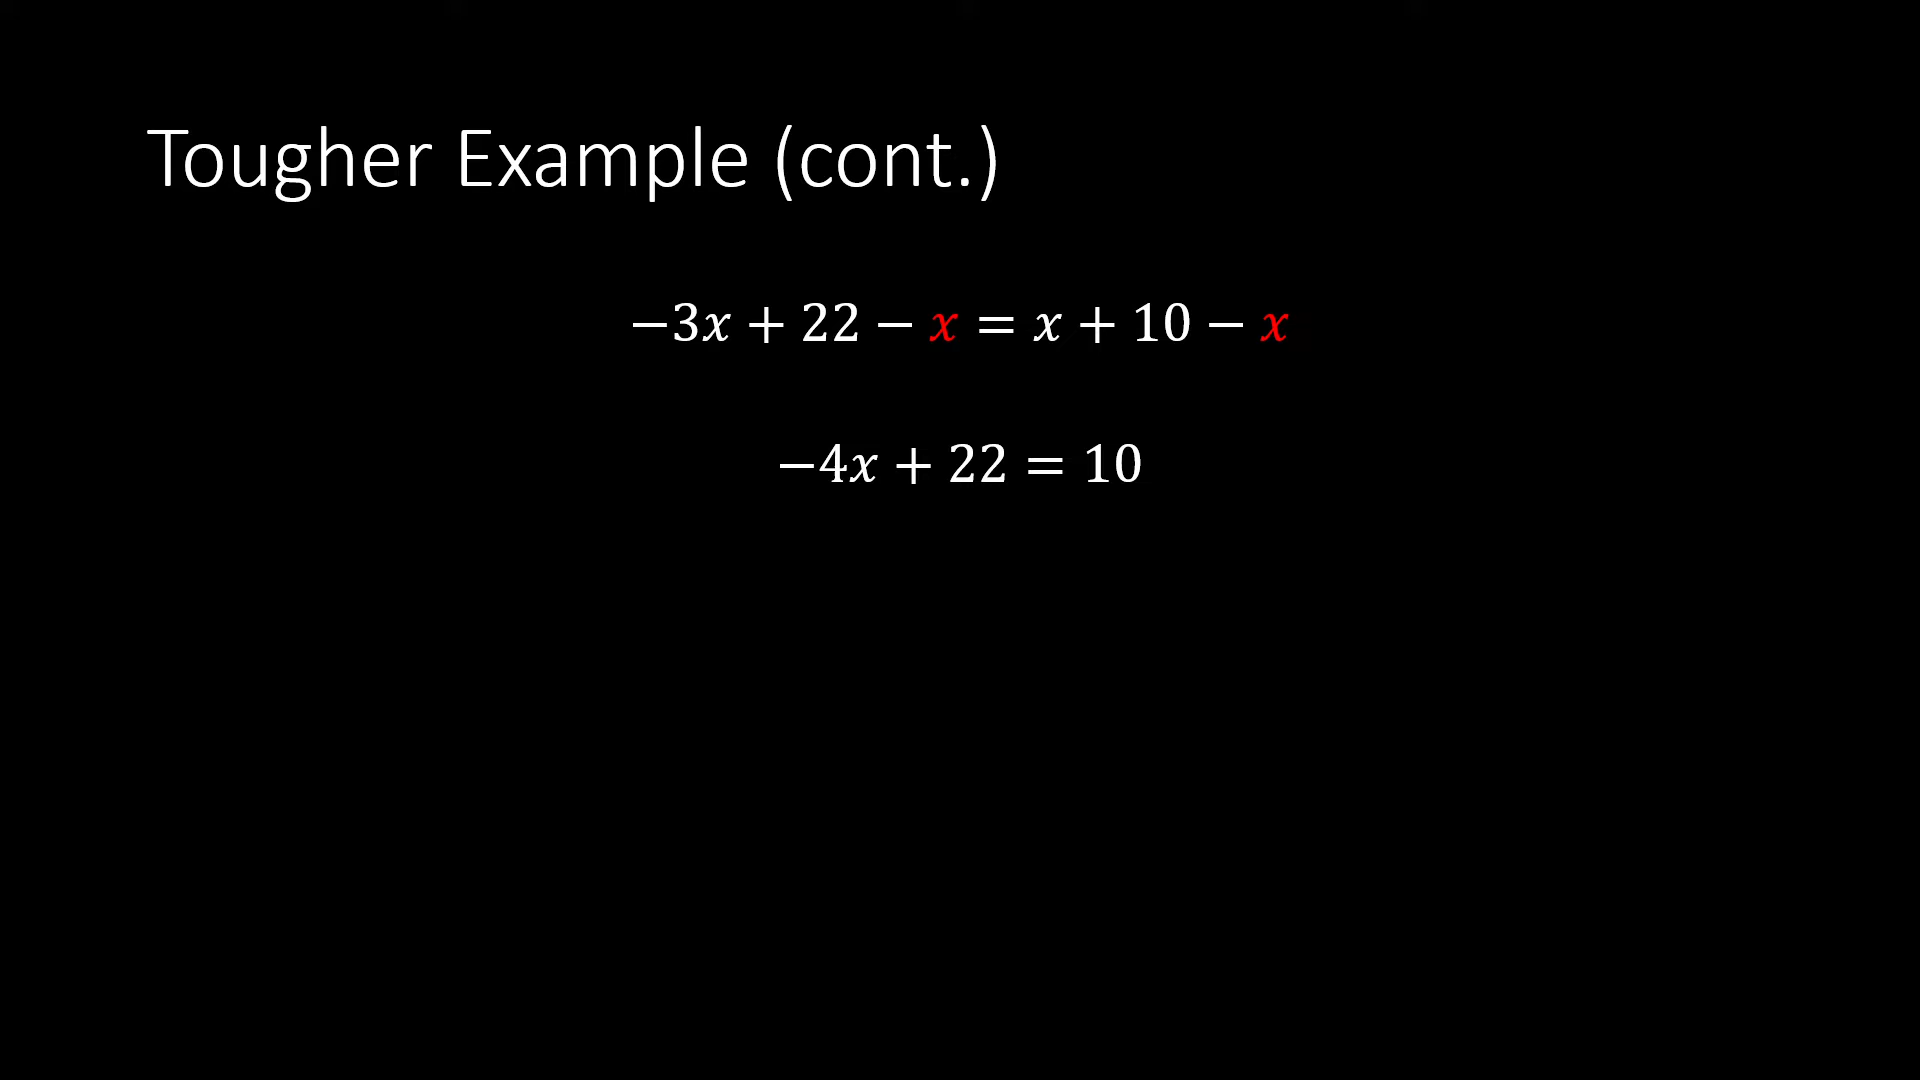 Tougher Example (cont.)
−3x + 22 − x = x + 10 − x
−4x + 22 = 10